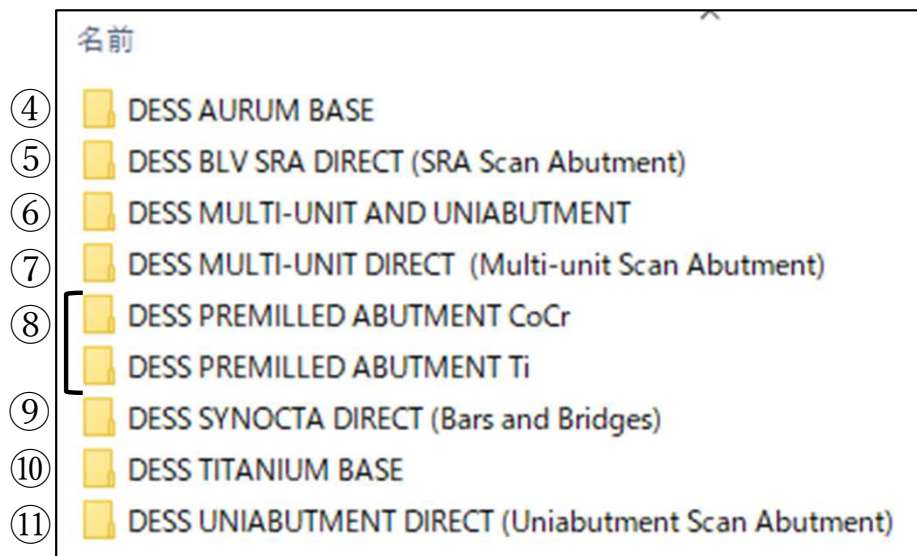 名前
④ DESS AURUM BASE
⑤ DESS BLV SRA DIRECT (SRA Scan Abutment)
⑥ DESS MULTI-UNIT AND UNIABUTMENT
⑦ DESS MULTI-UNIT DIRECT  (Multi-unit Scan Abutment)
⑧ DESS PREMILLED ABUTMENT CoCr
DESS PREMILLED ABUTMENT Ti
⑨ DESS SYNOCTA DIRECT (Bars and Bridges)
⑩ DESS TITANIUM BASE
⑪ DESS UNIABUTMENT DIRECT (Uniabutment Scan Abutment)